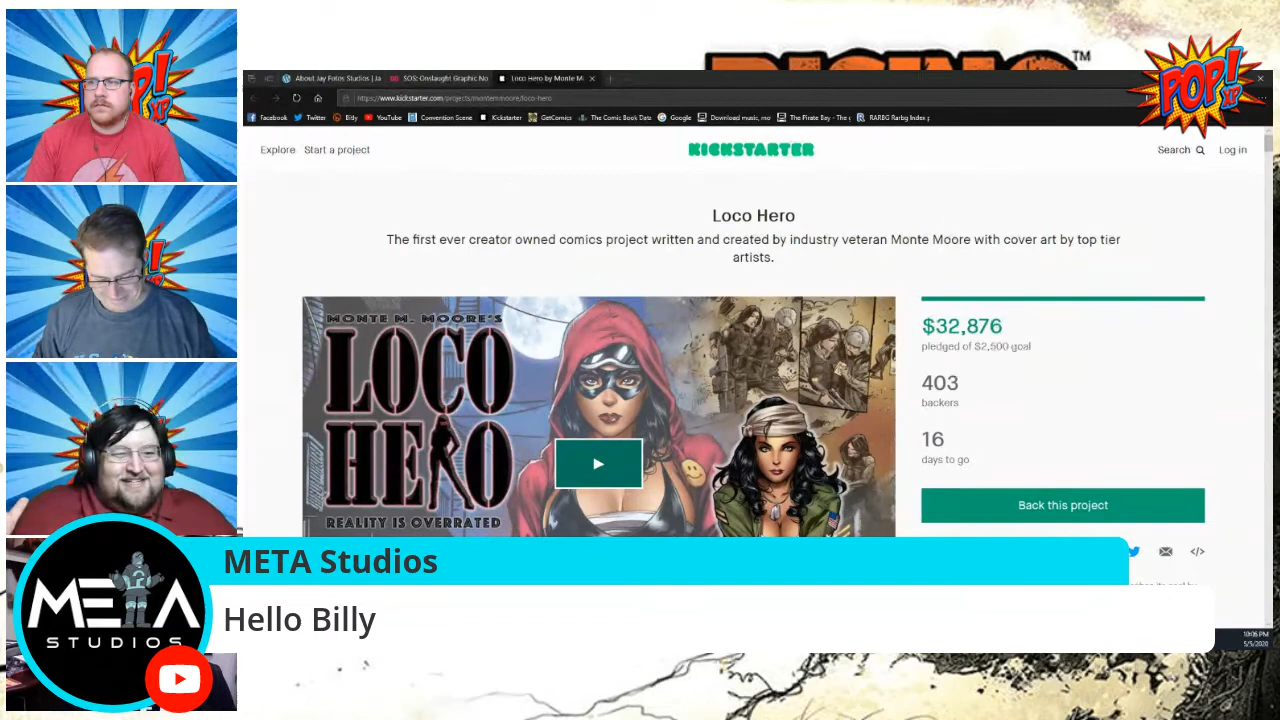 RISING™
POP!
XP
About Jay Fotos Studios | Ja
SOS: Onslaught Graphic No
Loco Hero by Monte M
https://www.kickstarter.com/projects/montemmoore/loco-hero
Facebook
Twitter
Bitly
YouTube
Convention Scene
Kickstarter
GetComics
The Comic Book Data
Google
Download music, mo
The Pirate Bay - The g
RARBG Rarbg Index p
Explore
Start a project
KICKSTARTER
Search
Log in
Loco Hero
The first ever creator owned comics project written and created by industry veteran Monte Moore with cover art by top tier
artists.
MONTE M. MOORE'S
LOCO
HERO
REALITY IS OVERRATED
$32,876
pledged of $2,500 goal
403
backers
16
days to go
Back this project
META Studios
Hello Billy
META
STUDIOS
10:06 PM
5/5/2020